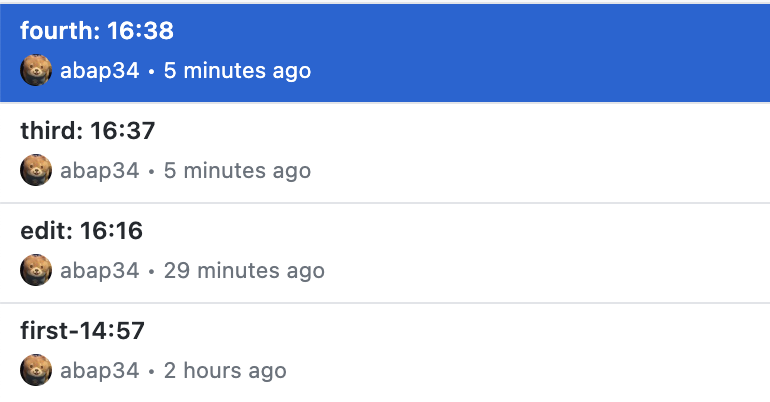 fourth: 16:38
abap34 • 5 minutes ago
third: 16:37
abap34 • 5 minutes ago
edit: 16:16
abap34 • 29 minutes ago
first-14:57
abap34 • 2 hours ago